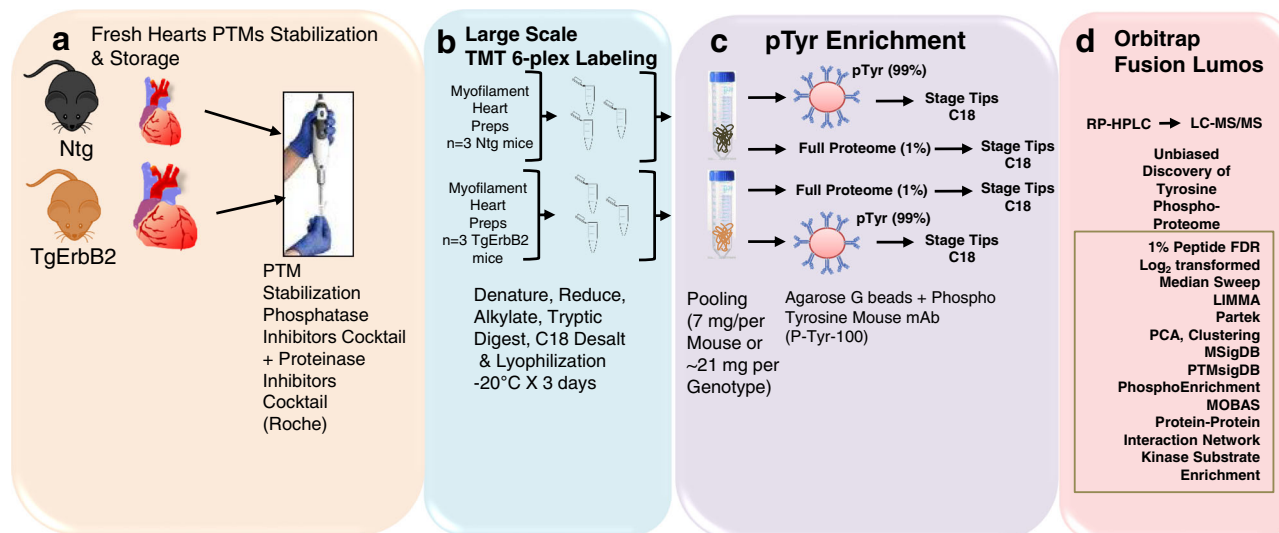 a
Fresh Hearts PTMs Stabilization
& Storage
Ntg
TgErbB2
PTM
Stabilization
Phosphatase
Inhibitors Cocktail
+ Proteinase
Inhibitors
Cocktail
(Roche)
b
Large Scale
TMT 6-plex Labeling
Myofilament
Heart
Preps
n=3 Ntg mice
Myofilament
Heart
Preps
n=3 TgErbB2
mice
Denature, Reduce,
Alkylate, Tryptic
Digest, C18 Desalt
& Lyophilization
-20°C X 3 days
c
pTyr Enrichment
pTyr (99%)
Stage Tips
C18
Full Proteome (1%)
Stage Tips
C18
Full Proteome (1%)
Stage Tips
C18
pTyr (99%)
Stage Tips
C18
Pooling
(7 mg/per
Mouse or
~21 mg per
Genotype)
Agarose G beads + Phospho
Tyrosine Mouse mAb
(P-Tyr-100)
d
Orbitrap
Fusion Lumos
RP-HPLC
LC-MS/MS
Unbiased
Discovery of
Tyrosine
Phospho-
Proteome
1% Peptide FDR
Log₂ transformed
Median Sweep
LIMMA
Partek
PCA, Clustering
MSigDB
PTMsigDB
PhosphoEnrichment
MOBAS
Protein-Protein
Interaction Network
Kinase Substrate
Enrichment